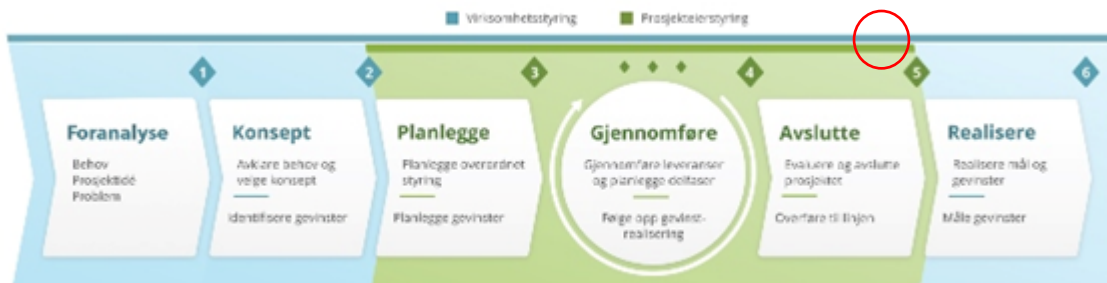 Virksomhetsstyring Prosjekteierstyring
1 2 3 4 5 6
Foranalyse
Behov
Prosjektidé
Problem
Konsept
Avklare behov og
velge konsept
Identifisere gevinster
Planlegge
Planlegge overordnet
styring
Planlegge gevinster
Gjennomføre
Gjennomføre leveranser
og planlegge delfaser
Følge opp gevinst-
realisering
Avslutte
Evaluere og avslutte
prosjektet
Overføre til linjen
Realisere
Realisere mål og
gevinster
Måle gevinster